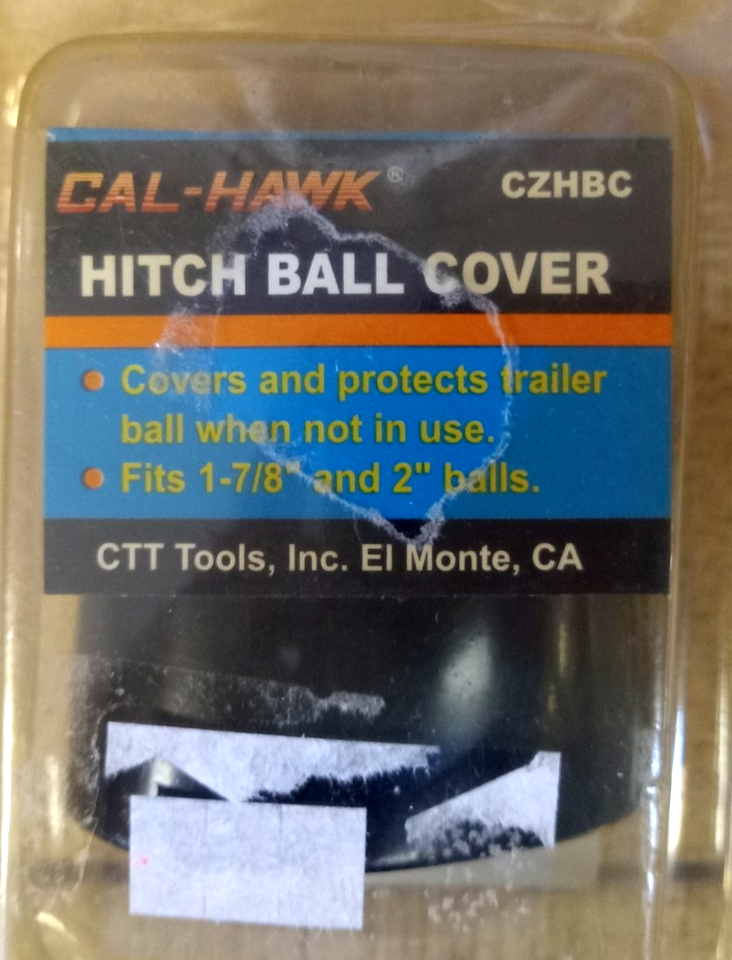 CAL-HAWK® CZHBC
HITCH BALL COVER
• Covers and protects trailer
ball when not in use.
• Fits 1-7/8" and 2" balls.
CTT Tools, Inc. El Monte, CA